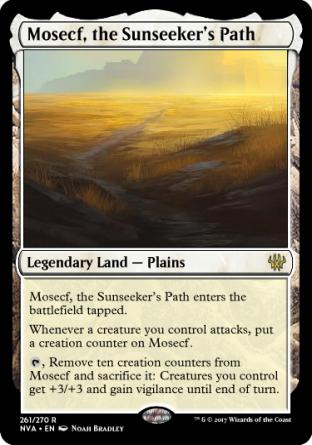 Mosecf, the Sunseeker's Path
Legendary Land — Plains
Mosecf, the Sunseeker's Path enters the
battlefield tapped.
Whenever a creature you control attacks, put
a creation counter on Mosecf.
, Remove ten creation counters from
Mosecf and sacrifice it: Creatures you control
get +3/+3 and gain vigilance until end of turn.
261/270 R
NVA • EN Noah Bradley
™ & © 2017 Wizards of the Coast